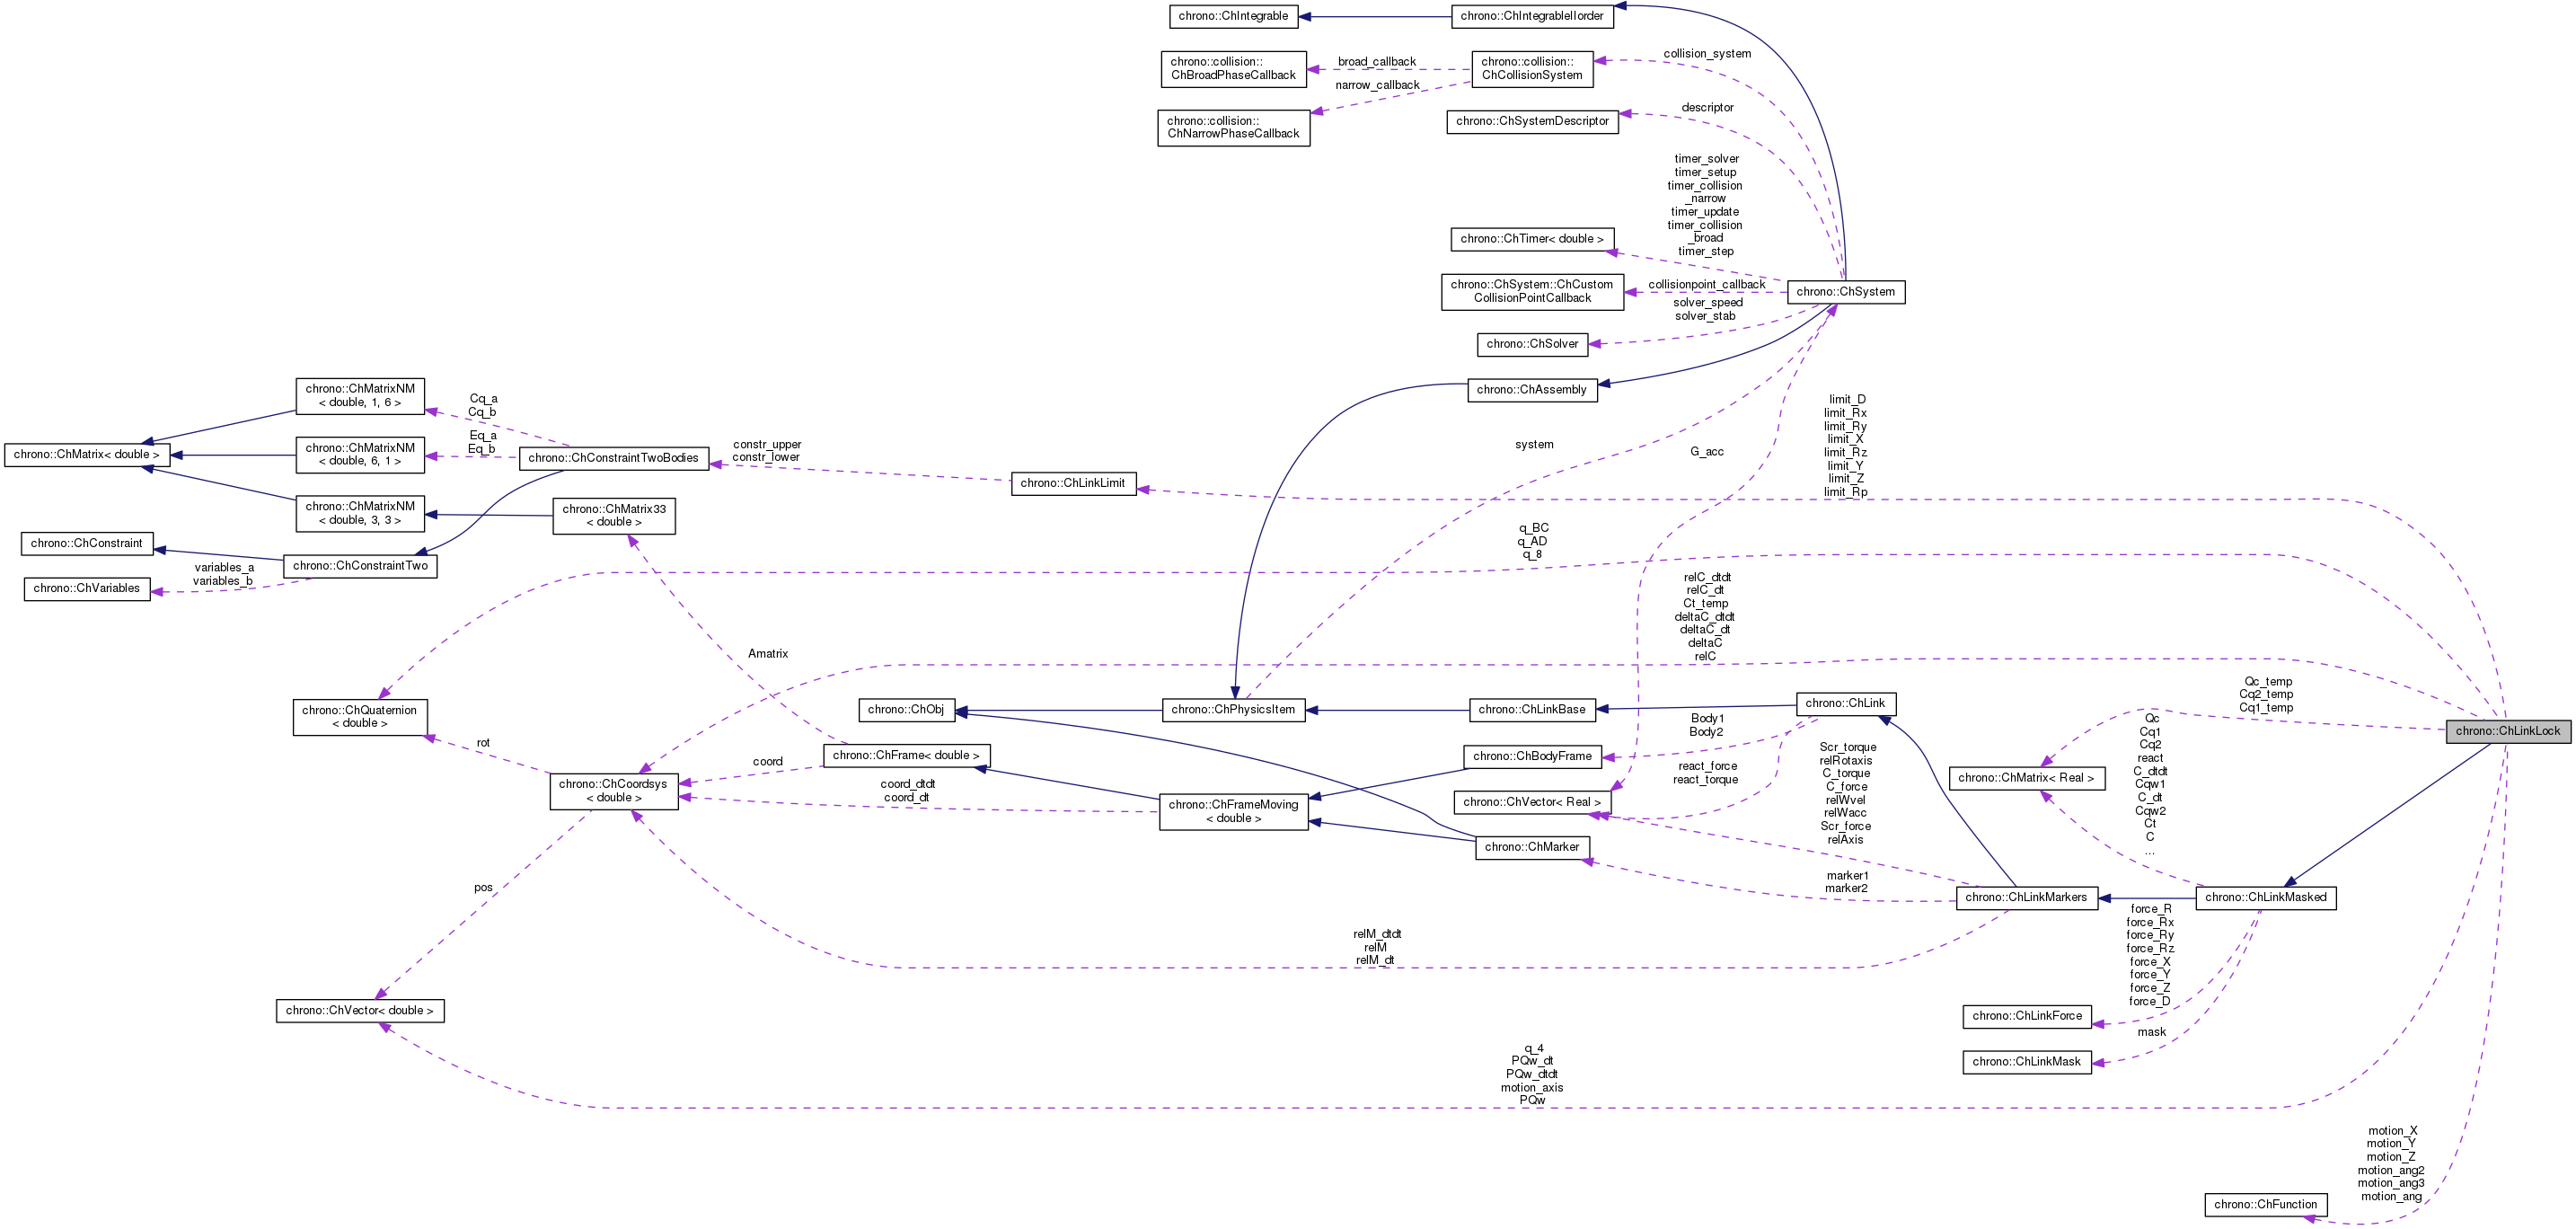 chrono::ChIntegrable
chrono::ChIntegrableIIorder
chrono::collision::
ChBroadPhaseCallback
broad_callback
chrono::collision::
ChCollisionSystem
collision_system
narrow_callback
chrono::collision::
ChNarrowPhaseCallback
chrono::ChSystemDescriptor
descriptor
timer_solver
timer_setup
timer_collision
_narrow
timer_update
timer_collision
_broad
timer_step
chrono::ChTimer< double >
chrono::ChSystem::ChCustom
CollisionPointCallback
collisionpoint_callback
chrono::ChSystem
solver_speed
solver_stab
chrono::ChSolver
chrono::ChAssembly
chrono::ChMatrixNM
< double, 1, 6 >
Cq_a
Cq_b
limit_D
limit_Rx
limit_Ry
limit_X
limit_Rz
limit_Y
limit_Z
limit_Rp
chrono::ChMatrix< double >
chrono::ChMatrixNM
< double, 6, 1 >
Eq_a
Eq_b
chrono::ChConstraintTwoBodies
constr_upper
constr_lower
system
G_acc
chrono::ChLinkLimit
chrono::ChMatrixNM
< double, 3, 3 >
chrono::ChMatrix33
< double >
chrono::ChConstraint
chrono::ChConstraintTwo
variables_a
variables_b
chrono::ChVariables
q_BC
q_AD
q_8
relC_dtdt
relC_dt
Ct_temp
deltaC_dtdt
deltaC_dt
deltaC
relC
Amatrix
chrono::ChQuaternion
< double >
rot
chrono::ChObj
chrono::ChPhysicsItem
chrono::ChLinkBase
chrono::ChLink
Qc_temp
Cq2_temp
Cq1_temp
chrono::ChLinkLock
Body1
Body2
chrono::ChFrame< double >
coord
chrono::ChBodyFrame
react_force
react_torque
Scr_torque
relRotaxis
C_torque
C_force
relWvel
relWacc
Scr_force
relAxis
Qc
Cq1
Cq2
react
C_dtdt
Cqw1
C_dt
Cqw2
Ct
C
...
chrono::ChMatrix< Real >
chrono::ChCoordsys
< double >
coord_dtdt
coord_dt
chrono::ChFrameMoving
< double >
chrono::ChVector< Real >
chrono::ChMarker
marker1
marker2
chrono::ChLinkMarkers
chrono::ChLinkMasked
pos
relM_dtdt
relM
relM_dt
force_R
force_Rx
force_Ry
force_Rz
force_X
force_Y
force_Z
force_D
chrono::ChVector< double >
chrono::ChLinkForce
mask
chrono::ChLinkMask
q_4
PQw_dt
PQw_dtdt
motion_axis
PQw
motion_X
motion_Y
motion_Z
motion_ang2
motion_ang3
motion_ang
chrono::ChFunction